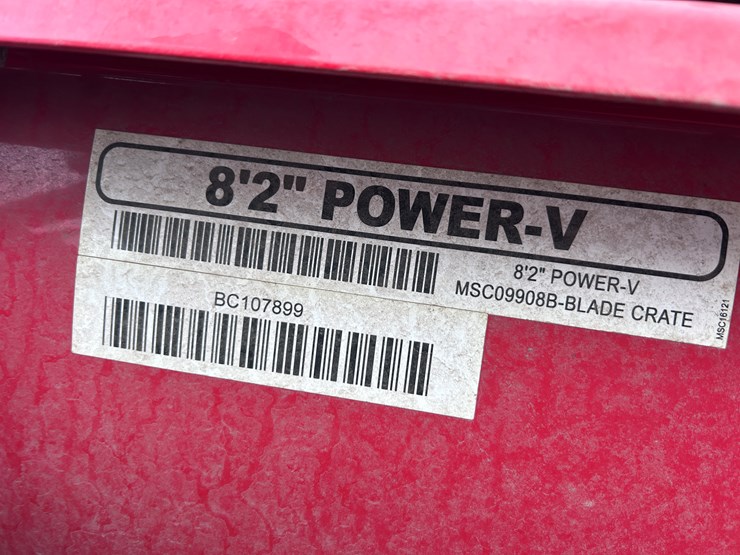 8'2" POWER-V
8'2" POWER-V
MSC09908B-BLADE CRATE
MSC16121
BC107899